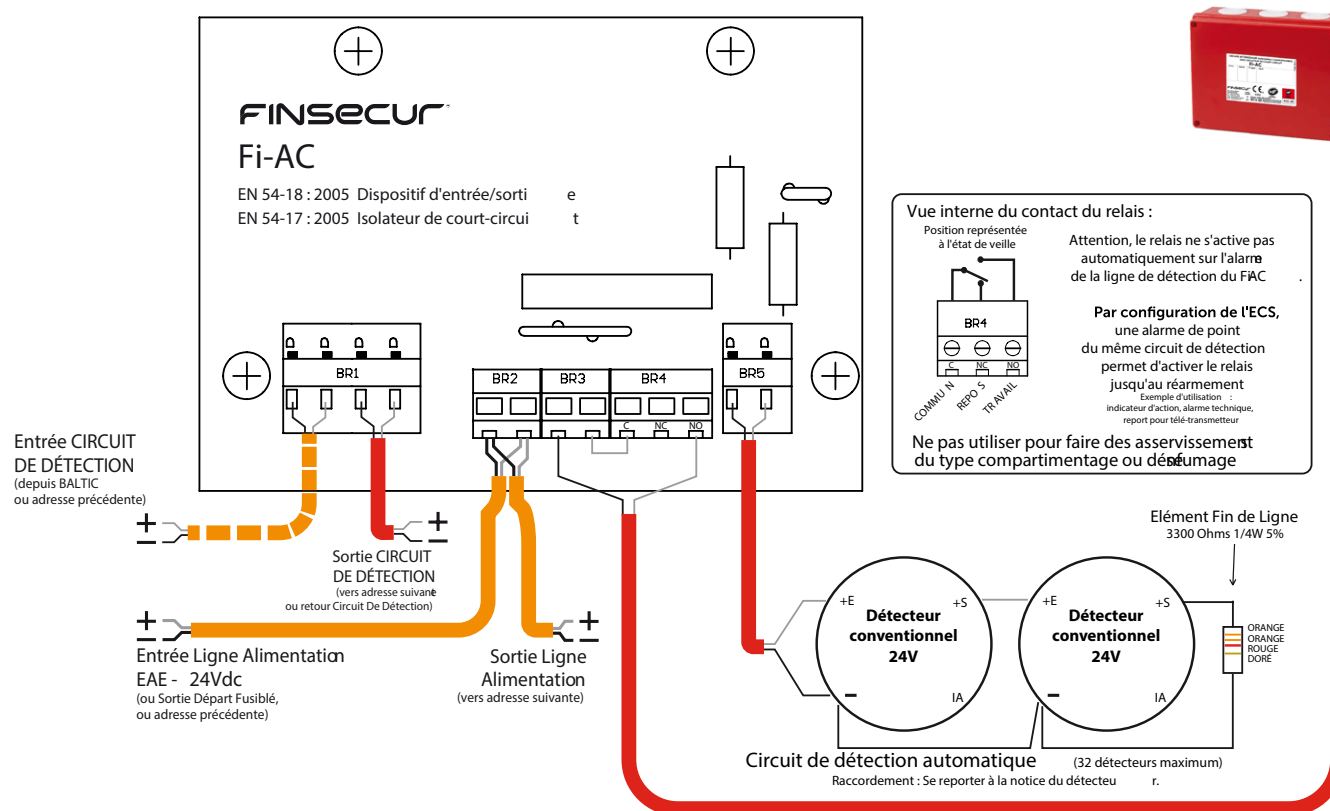 FINSECUR
Fi-AC
EN 54-18 : 2005 Dispositif d'entrée/sorti e
EN 54-17 : 2005 Isolateur de court-circui t
BR1
BR2
BR3
BR4
C
NC
NO
BR5
Fi-AC
FINSECUR CE
Vue interne du contact du relais :
Position représentée
à l'état de veille
BR4
C
NC
NO
COMMU N
REPO S
TR AVAIL
Attention, le relais ne s'active pas
automatiquement sur l'alarme
de la ligne de détection du FiAC .
Par configuration de l'ECS,
une alarme de point
du même circuit de détection
permet d'activer le relais
jusqu'au réarmement
Exemple d'utilisation :
indicateur d'action, alarme technique,
report pour télé-transmetteur
Ne pas utiliser pour faire des asservissements
du type compartimentage ou désenfumage
Entrée CIRCUIT
DE DÉTECTION
(depuis BALTIC
ou adresse précédente)
+
−
+
−
Sortie CIRCUIT
DE DÉTECTION
(vers adresse suivante
ou retour Circuit De Détection)
+
−
Entrée Ligne Alimentation
EAE - 24Vdc
(ou Sortie Départ Fusiblé,
ou adresse précédente)
+
−
Sortie Ligne
Alimentation
(vers adresse suivante)
+E
+S
Détecteur
conventionnel
24V
−
IA
+E
+S
Détecteur
conventionnel
24V
−
IA
Elément Fin de Ligne
3300 Ohms 1/4W 5%
ORANGE
ORANGE
ROUGE
DORÉ
Circuit de détection automatique (32 détecteurs maximum)
Raccordement : Se reporter à la notice du détecteu r.